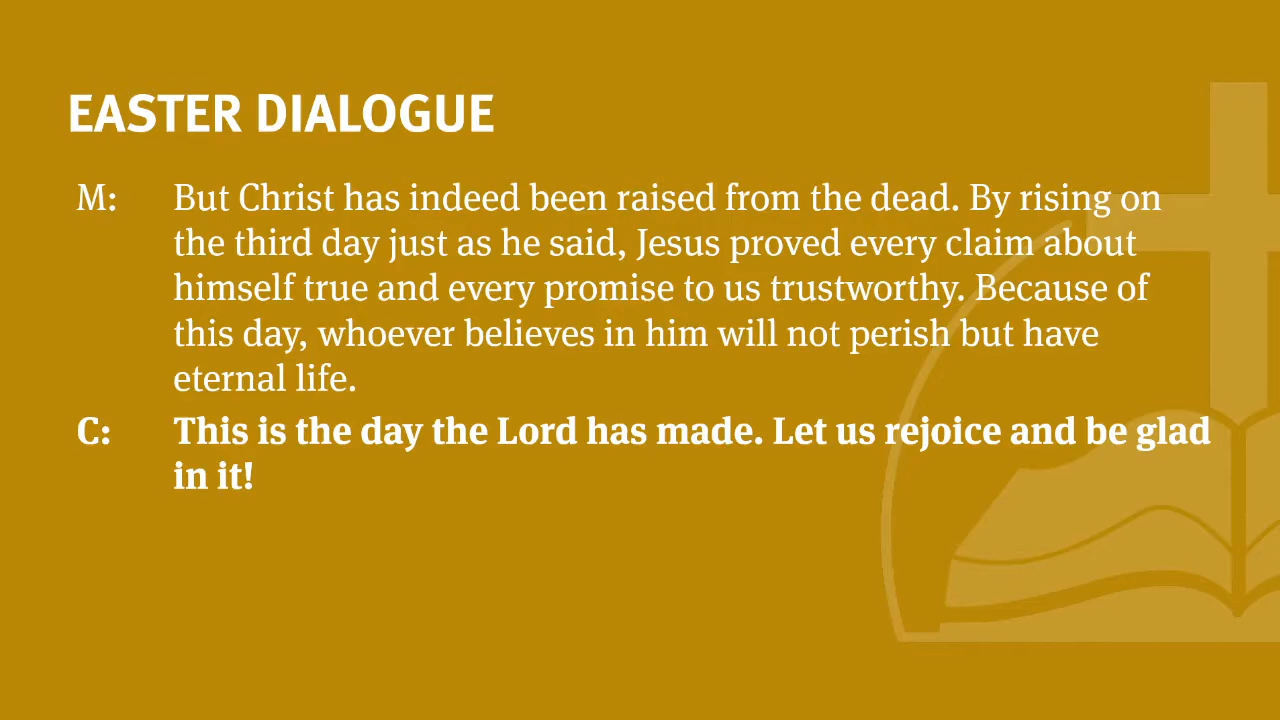 EASTER DIALOGUE
M: But Christ has indeed been raised from the dead. By rising on
the third day just as he said, Jesus proved every claim about
himself true and every promise to us trustworthy. Because of
this day, whoever believes in him will not perish but have
eternal life.
C: This is the day the Lord has made. Let us rejoice and be glad
in it!